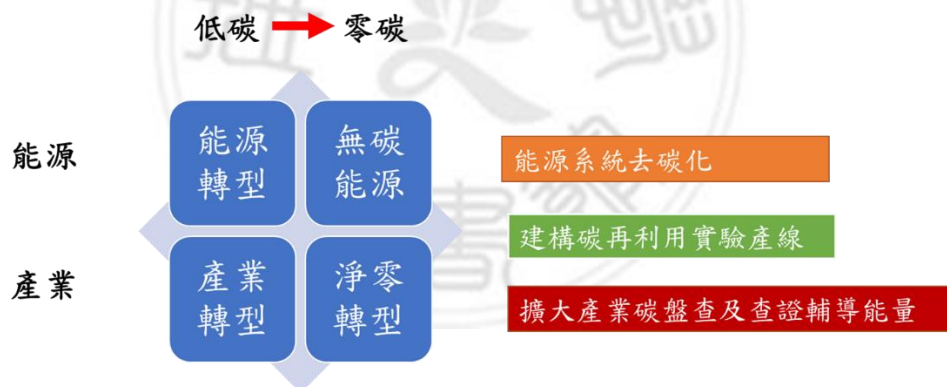 低碳 零碳
能源
能源
轉型
無碳
能源
能源系統去碳化
建構碳再利用實驗產線
產業
產業
轉型
淨零
轉型
擴大產業碳盤查及查證輔導能量